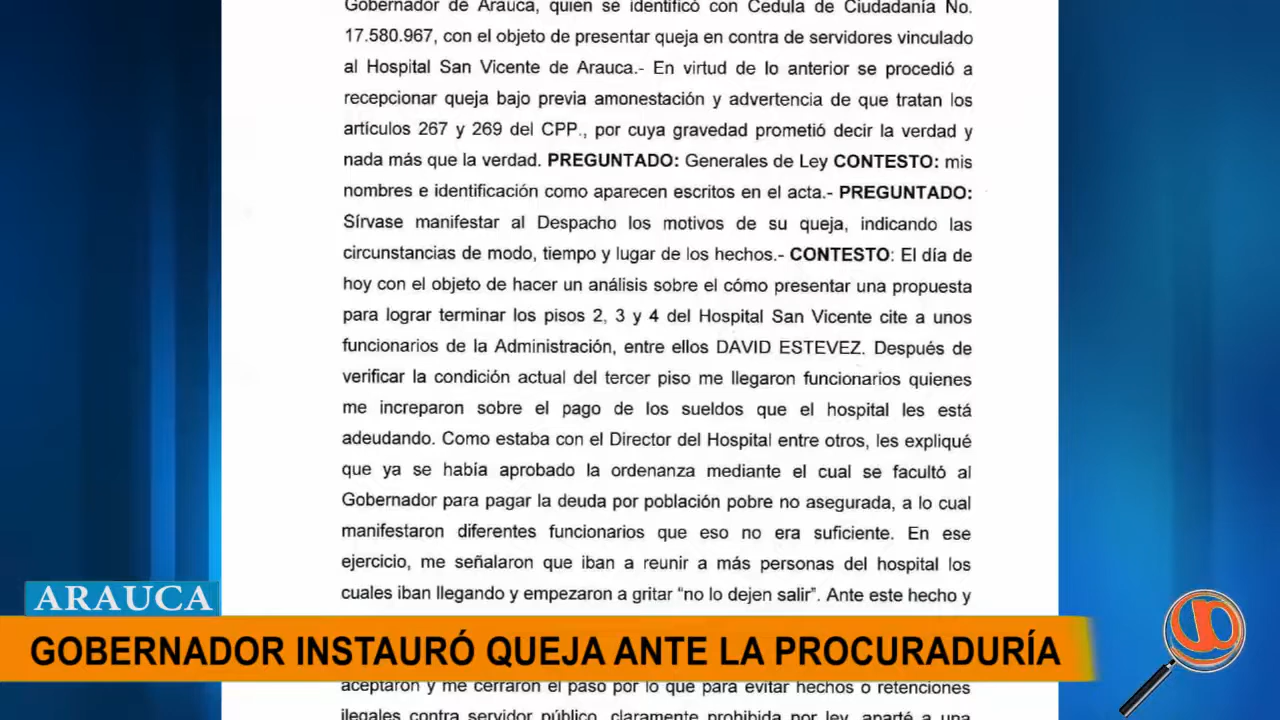 Gobernador de Arauca, quien se identificó con Cedula de Ciudadanía No.
17.580.967, con el objeto de presentar queja en contra de servidores vinculado
al Hospital San Vicente de Arauca.- En virtud de lo anterior se procedió a
recepcionar queja bajo previa amonestación y advertencia de que tratan los
artículos 267 y 269 del CPP., por cuya gravedad prometió decir la verdad y
nada más que la verdad. PREGUNTADO: Generales de Ley CONTESTO: mis
nombres e identificación como aparecen escritos en el acta.- PREGUNTADO:
Sírvase manifestar al Despacho los motivos de su queja, indicando las
circunstancias de modo, tiempo y lugar de los hechos.- CONTESTO: El día de
hoy con el objeto de hacer un análisis sobre el cómo presentar una propuesta
para lograr terminar los pisos 2, 3 y 4 del Hospital San Vicente cite a unos
funcionarios de la Administración, entre ellos DAVID ESTEVEZ. Después de
verificar la condición actual del tercer piso me llegaron funcionarios quienes
me increparon sobre el pago de los sueldos que el hospital les está
adeudando. Como estaba con el Director del Hospital entre otros, les expliqué
que ya se había aprobado la ordenanza mediante el cual se facultó al
Gobernador para pagar la deuda por población pobre no asegurada, a lo cual
manifestaron diferentes funcionarios que eso no era suficiente. En ese
ejercicio, me señalaron que iban a reunir a más personas del hospital los
cuales iban llegando y empezaron a gritar “no lo dejen salir”. Ante este hecho y
ARAUCA
GOBERNADOR INSTAURÓ QUEJA ANTE LA PROCURADURÍA
aceptaron y me cerraron el paso por lo que para evitar hechos o retenciones
ilegales contra servidor público, claramente prohibida por ley, aparté a una